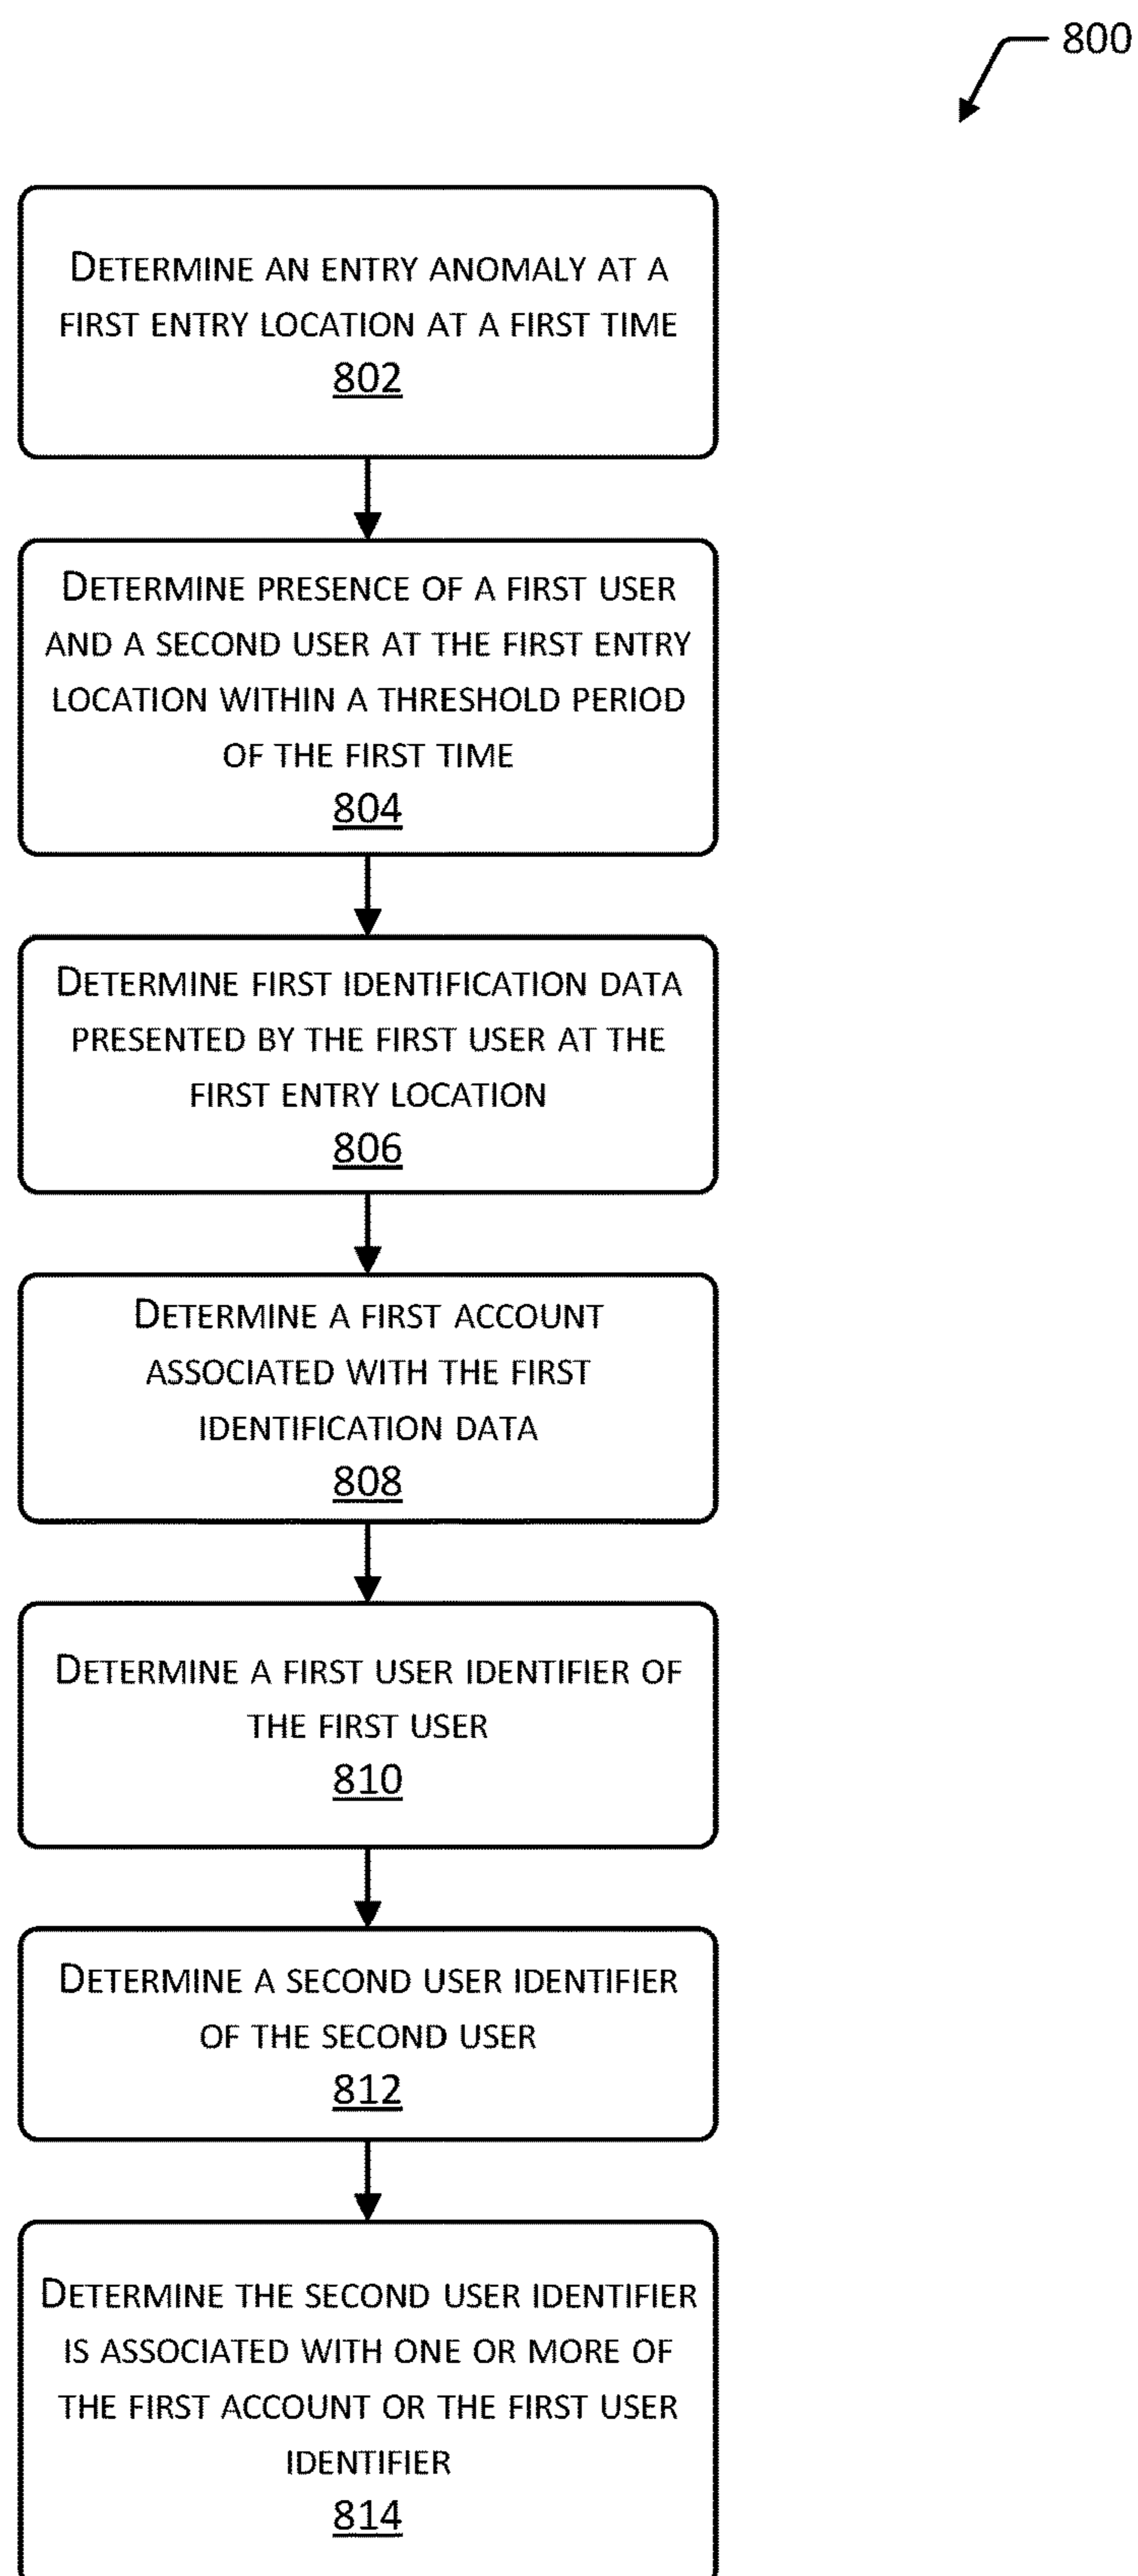 800
DETERMINE AN ENTRY ANOMALY AT A
FIRST ENTRY LOCATION AT A FIRST TIME
802
DETERMINE PRESENCE OF A FIRST USER
AND A SECOND USER AT THE FIRST ENTRY
LOCATION WITHIN A THRESHOLD PERIOD
OF THE FIRST TIME
804
DETERMINE FIRST IDENTIFICATION DATA
PRESENTED BY THE FIRST USER AT THE
FIRST ENTRY LOCATION
806
DETERMINE A FIRST ACCOUNT
ASSOCIATED WITH THE FIRST
IDENTIFICATION DATA
808
DETERMINE A FIRST USER IDENTIFIER OF
THE FIRST USER
810
DETERMINE A SECOND USER IDENTIFIER
OF THE SECOND USER
812
DETERMINE THE SECOND USER IDENTIFIER
IS ASSOCIATED WITH ONE OR MORE OF
THE FIRST ACCOUNT OR THE FIRST USER
IDENTIFIER
814